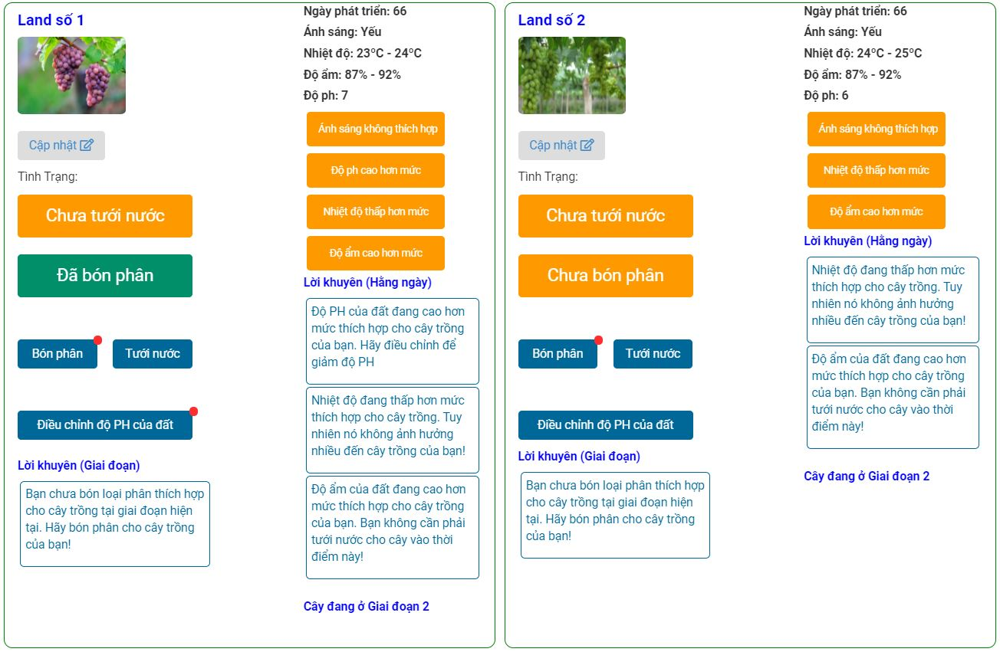 Land số 1
Cập nhật
Tình Trạng:
Chưa tưới nước
Đã bón phân
Bón phân
Tưới nước
Điều chỉnh độ PH của đất
Lời khuyên (Giai đoạn)
Bạn chưa bón loại phân thích hợp
cho cây trồng tại giai đoạn hiện
tại. Hãy bón phân cho cây trồng
của bạn!
Ngày phát triển: 66
Ánh sáng: Yếu
Nhiệt độ: 23ºC - 24ºC
Độ ẩm: 87% - 92%
Độ ph: 7
Ánh sáng không thích hợp
Độ ph cao hơn mức
Nhiệt độ thấp hơn mức
Độ ẩm cao hơn mức
Lời khuyên (Hằng ngày)
Độ PH của đất đang cao hơn
mức thích hợp cho cây trồng
của bạn. Hãy điều chỉnh để
giảm độ PH
Nhiệt độ đang thấp hơn mức
thích hợp cho cây trồng. Tuy
nhiên nó không ảnh hưởng
nhiều đến cây trồng của bạn!
Độ ẩm của đất đang cao hơn
mức thích hợp cho cây trồng
của bạn. Bạn không cần phải
tưới nước cho cây vào thời
điểm này!
Cây đang ở Giai đoạn 2
Land số 2
Cập nhật
Tình Trạng:
Chưa tưới nước
Chưa bón phân
Bón phân
Tưới nước
Điều chỉnh độ PH của đất
Lời khuyên (Giai đoạn)
Bạn chưa bón loại phân thích hợp
cho cây trồng tại giai đoạn hiện
tại. Hãy bón phân cho cây trồng
của bạn!
Ngày phát triển: 66
Ánh sáng: Yếu
Nhiệt độ: 24ºC - 25ºC
Độ ẩm: 87% - 92%
Độ ph: 6
Ánh sáng không thích hợp
Nhiệt độ thấp hơn mức
Độ ẩm cao hơn mức
Lời khuyên (Hằng ngày)
Nhiệt độ đang thấp hơn mức
thích hợp cho cây trồng. Tuy
nhiên nó không ảnh hưởng
nhiều đến cây trồng của bạn!
Độ ẩm của đất đang cao hơn
mức thích hợp cho cây trồng
của bạn. Bạn không cần phải
tưới nước cho cây vào thời
điểm này!
Cây đang ở Giai đoạn 2